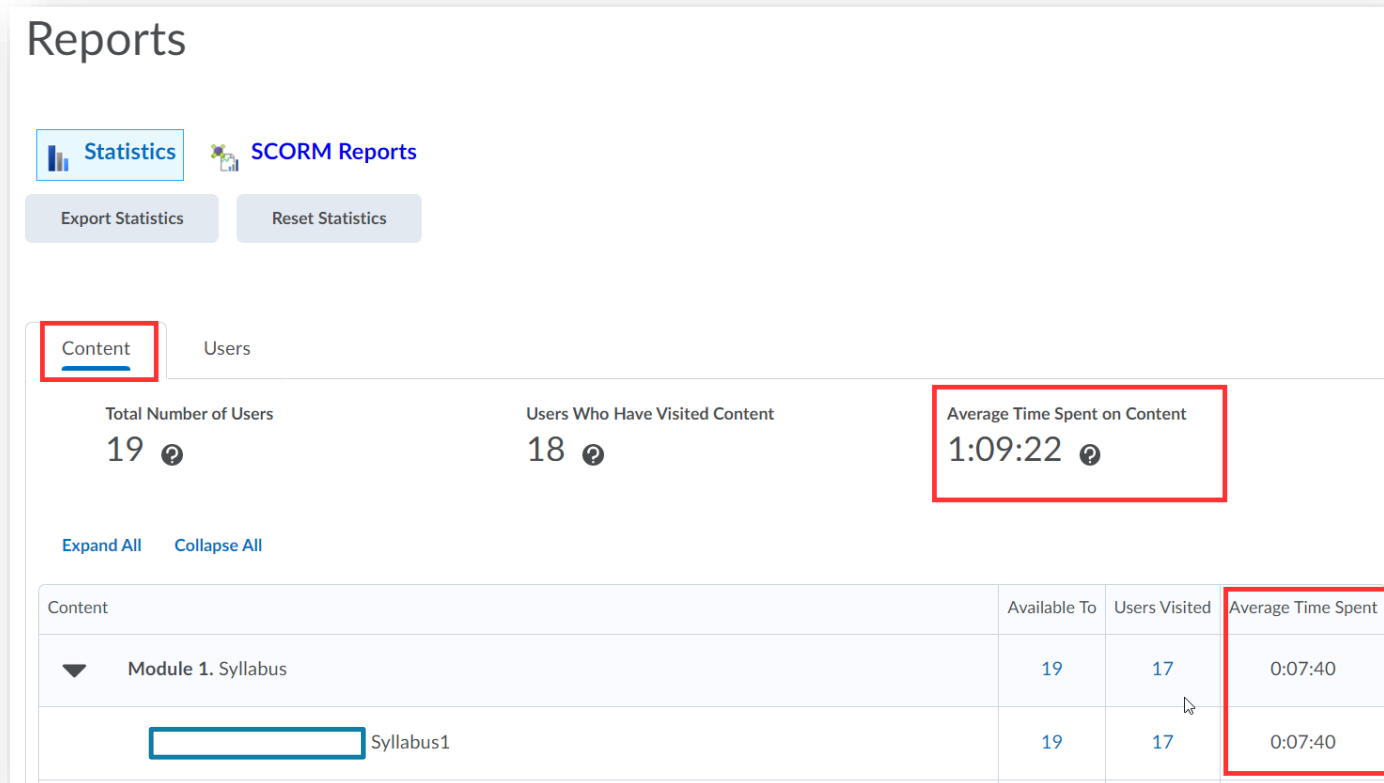 Reports
Statistics SCORM Reports
Export Statistics Reset Statistics
Content Users
Total Number of Users Users Who Have Visited Content Average Time Spent on Content
19 ? 18 ? 1:09:22 ?
Expand All Collapse All
Content Available To Users Visited Average Time Spent
Module 1. Syllabus 19 17 0:07:40
Syllabus1 19 17 0:07:40